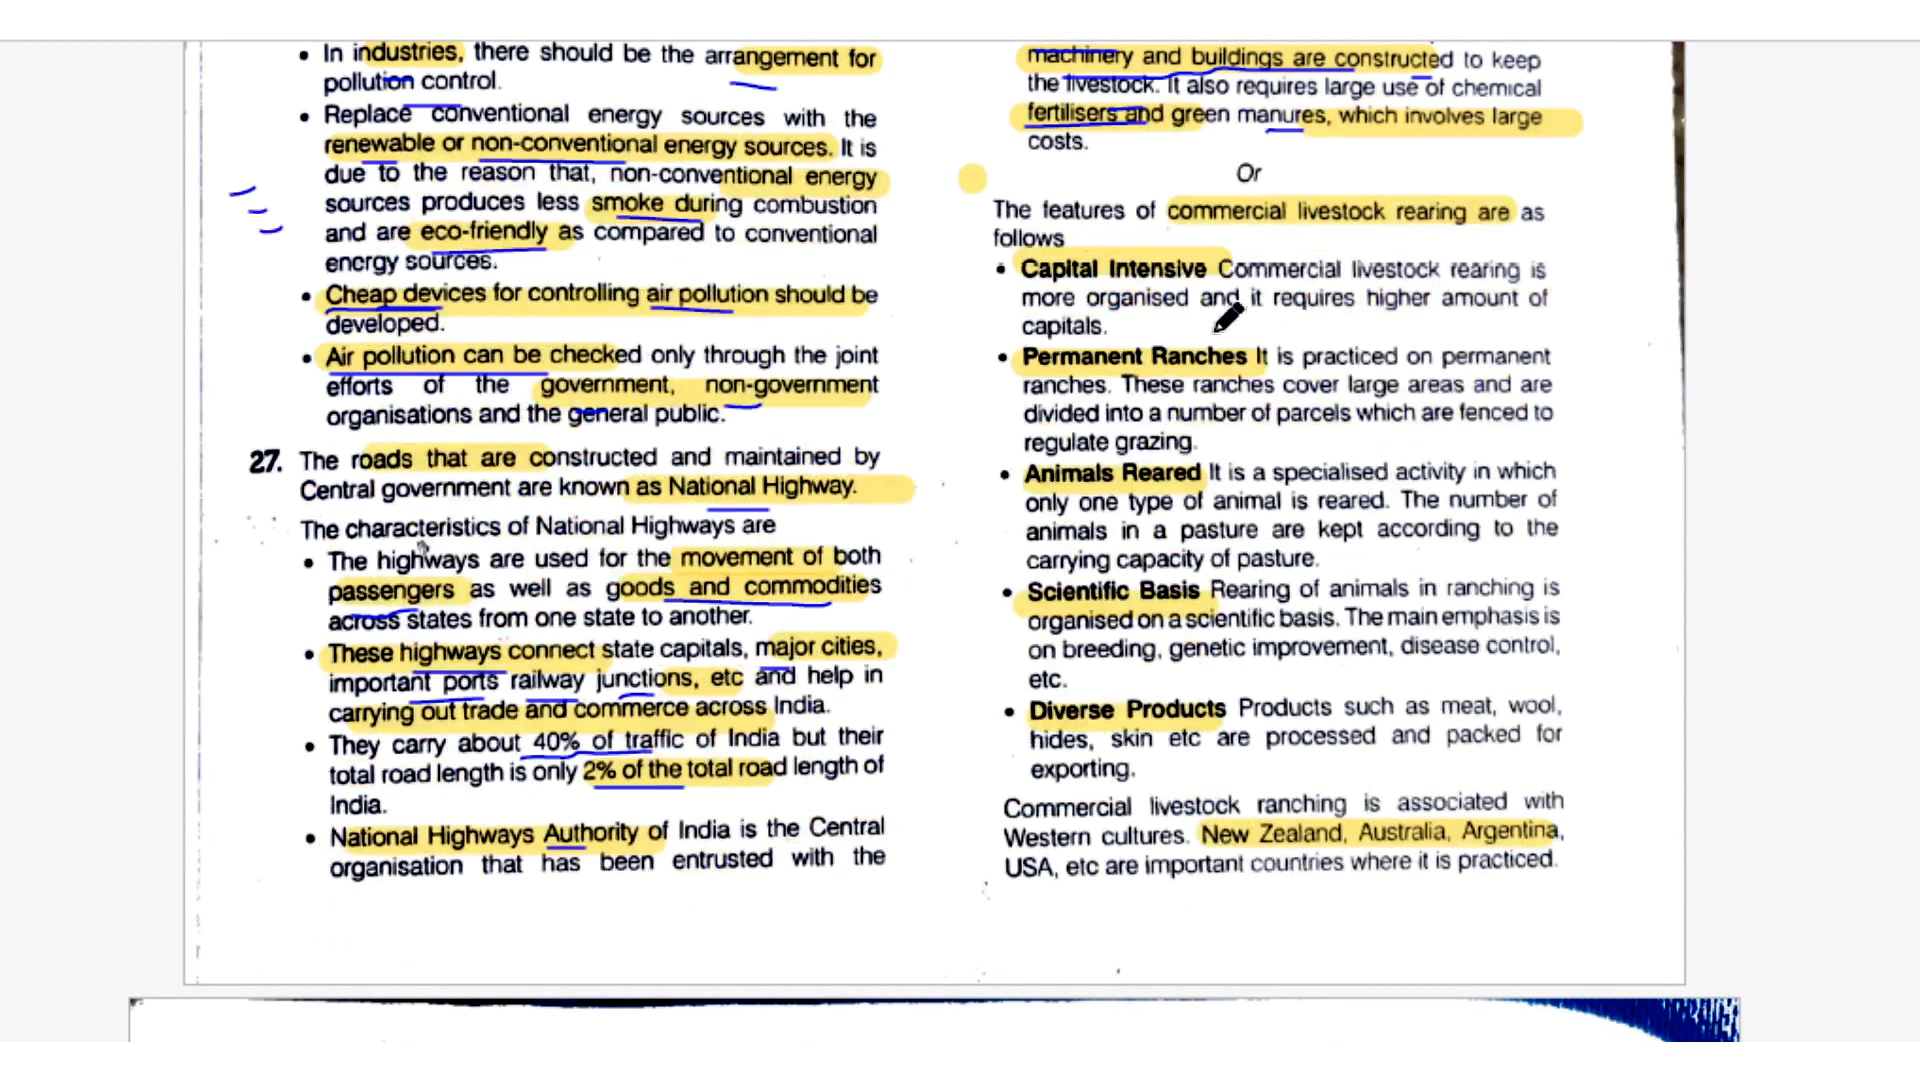 • In industries, there should be the arrangement for
pollution control.
• Replace conventional energy sources with the
renewable or non-conventional energy sources. It is
due to the reason that, non-conventional energy
sources produces less smoke during combustion
and are eco-friendly as compared to conventional
energy sources.
• Cheap devices for controlling air pollution should be
developed.
• Air pollution can be checked only through the joint
efforts of the government, non-government
organisations and the general public.
27. The roads that are constructed and maintained by
Central government are known as National Highway.
The characteristics of National Highways are
• The highways are used for the movement of both
passengers as well as goods and commodities
across states from one state to another.
• These highways connect state capitals, major cities,
important ports railway junctions, etc and help in
carrying out trade and commerce across India.
• They carry about 40% of traffic of India but their
total road length is only 2% of the total road length of
India.
• National Highways Authority of India is the Central
organisation that has been entrusted with the
machinery and buildings are constructed to keep
the livestock. It also requires large use of chemical
fertilisers and green manures, which involves large
costs.
Or
The features of commercial livestock rearing are as
follows
• Capital Intensive Commercial livestock rearing is
more organised and it requires higher amount of
capitals.
• Permanent Ranches It is practiced on permanent
ranches. These ranches cover large areas and are
divided into a number of parcels which are fenced to
regulate grazing.
• Animals Reared It is a specialised activity in which
only one type of animal is reared. The number of
animals in a pasture are kept according to the
carrying capacity of pasture.
• Scientific Basis Rearing of animals in ranching is
organised on a scientific basis. The main emphasis is
on breeding, genetic improvement, disease control,
etc.
• Diverse Products Products such as meat, wool,
hides, skin etc are processed and packed for
exporting.
Commercial livestock ranching is associated with
Western cultures. New Zealand, Australia, Argentina,
USA, etc are important countries where it is practiced.